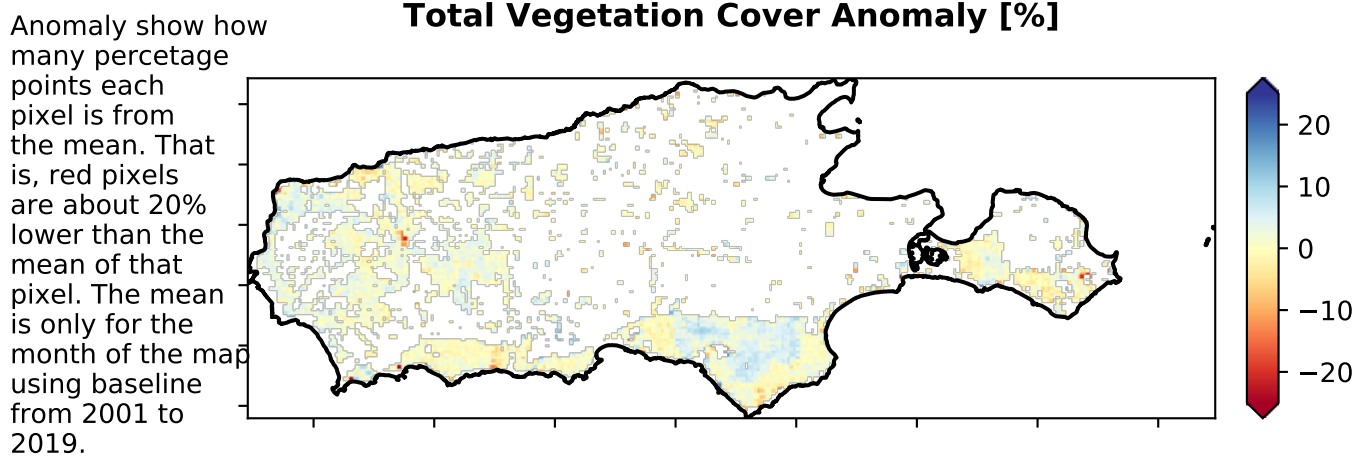 Total Vegetation Cover Anomaly [%]
Anomaly show how
many percetage
points each
pixel is from
the mean. That
is, red pixels
are about 20%
lower than the
mean of that
pixel. The mean
is only for the
month of the map
using baseline
from 2001 to
2019.
20
10
0
−10
−20